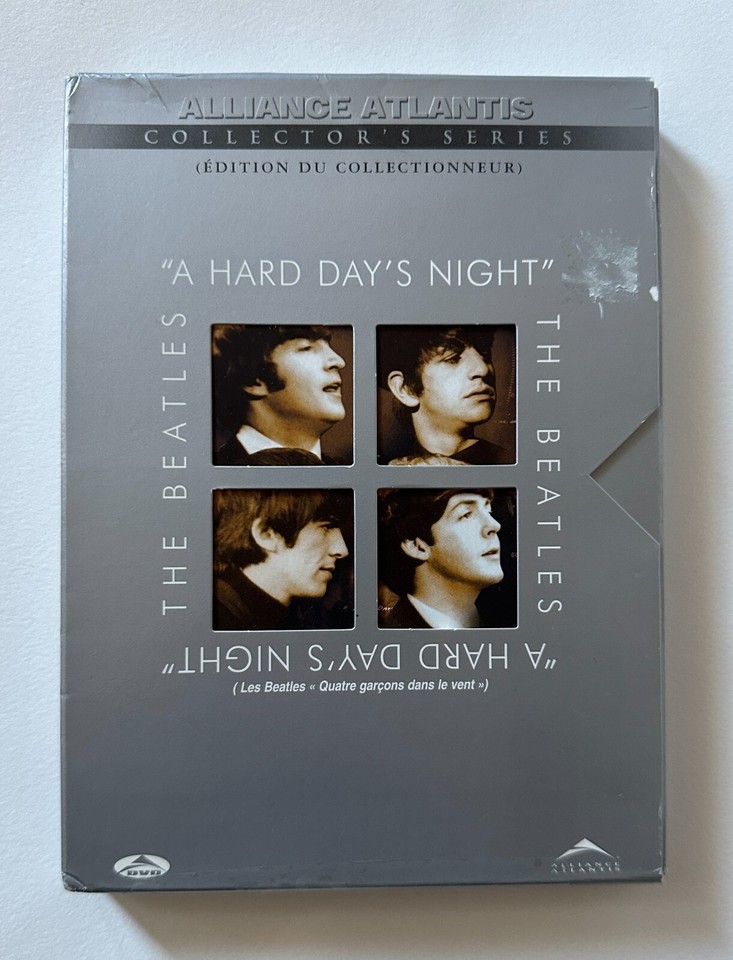 ALLIANCE ATLANTIS
COLLECTOR'S SERIES
(ÉDITION DU COLLECTIONNEUR)
"A HARD DAY'S NIGHT"
THE BEATLES
THE BEATLES
"A HARD DAY'S NIGHT"
( Les Beatles « Quatre garçons dans le vent »)
DVD
ALLIANCE
ATLANTIS